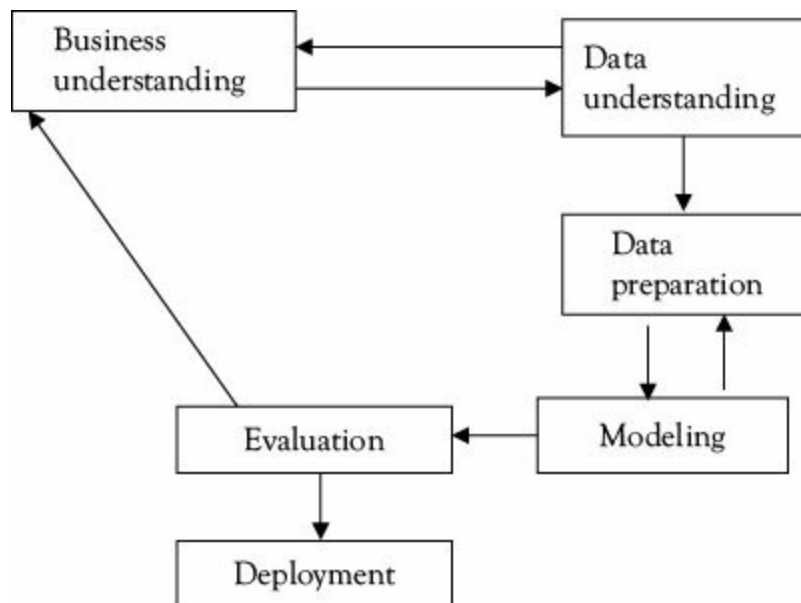 Business
understanding
Data
understanding
Data
preparation
Modeling
Evaluation
Deployment